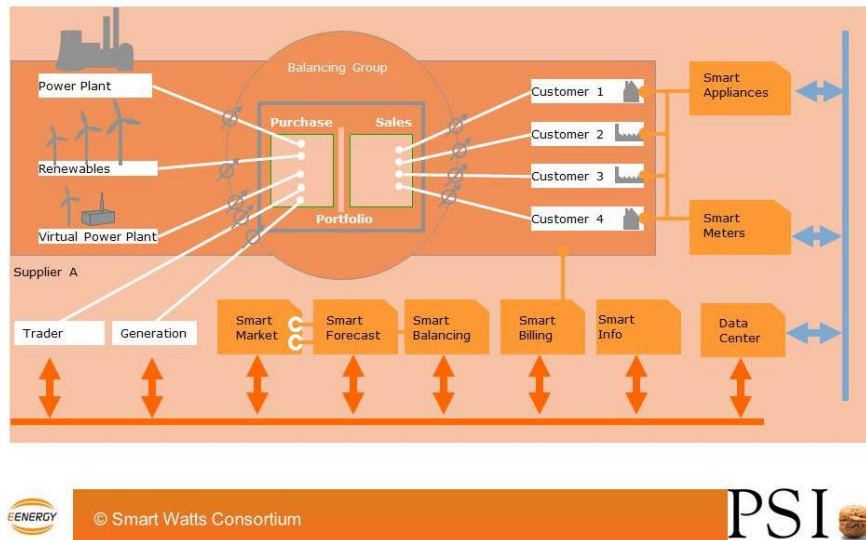 Balancing Group
Power Plant
Purchase
Sales
Customer 1
Smart
Appliances
Customer 2
Renewables
Customer 3
Virtual Power Plant
Portfolio
Customer 4
Smart
Meters
Supplier A
Trader
Generation
Smart
Market
Smart
Forecast
Smart
Balancing
Smart
Billing
Smart
Info
Data
Center
EENERGY
© Smart Watts Consortium
PSI